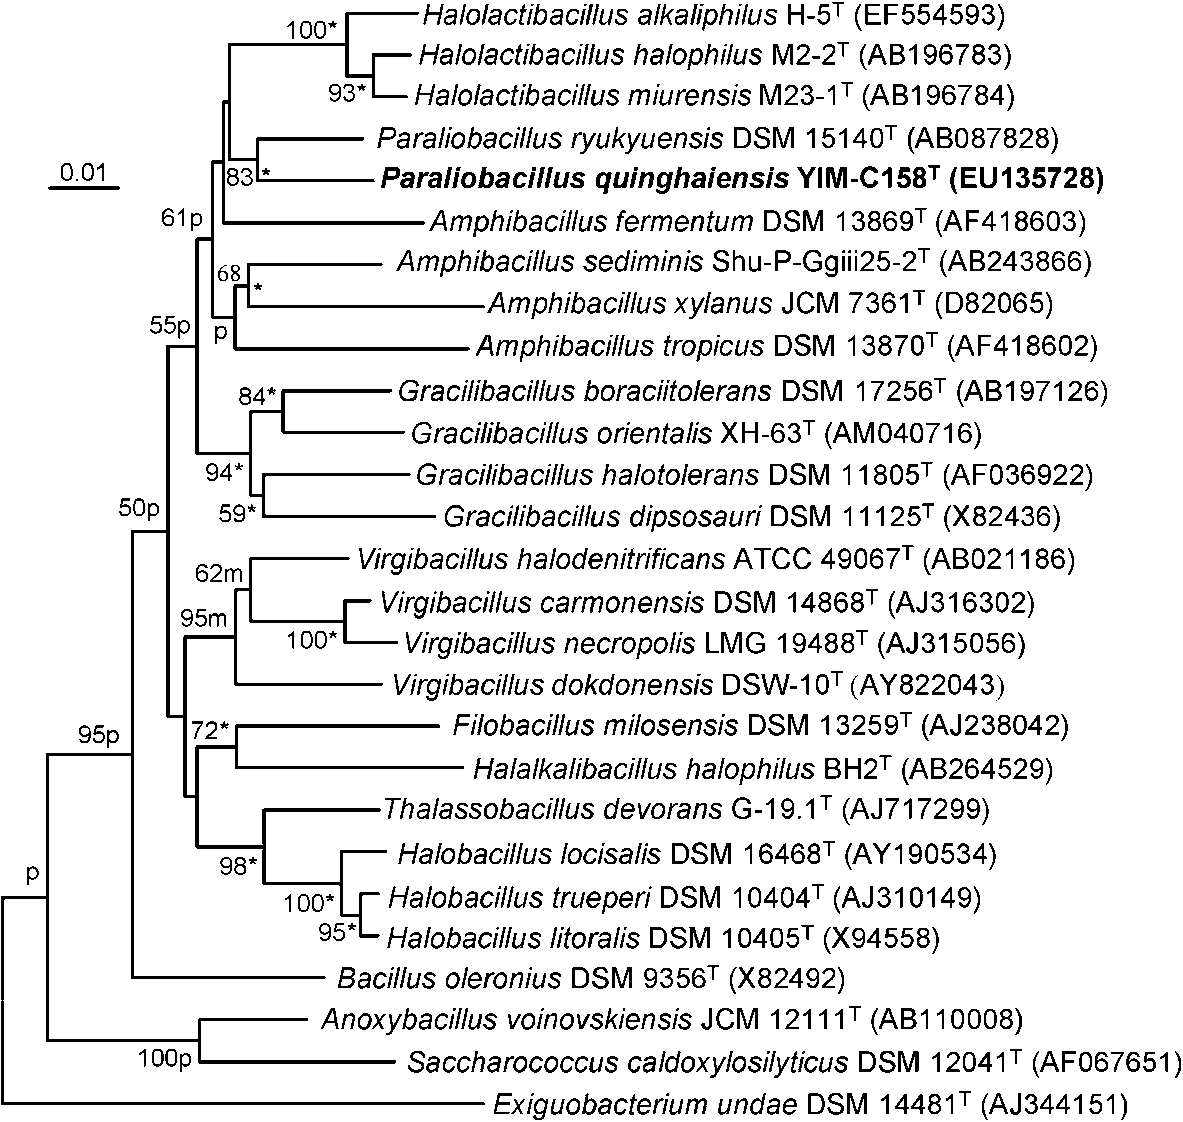 100*
Halolactibacillus alkaliphilus H-5ᵀ (EF554593)
Halolactibacillus halophilus M2-2ᵀ (AB196783)
93*
Halolactibacillus miurensis M23-1ᵀ (AB196784)
Paraliobacillus ryukyuensis DSM 15140ᵀ (AB087828)
0.01
83 *
Paraliobacillus quinghaiensis YIM-C158ᵀ (EU135728)
61p
Amphibacillus fermentum DSM 13869ᵀ (AF418603)
68
*
Amphibacillus sediminis Shu-P-Ggiii25-2ᵀ (AB243866)
Amphibacillus xylanus JCM 7361ᵀ (D82065)
55p
p
Amphibacillus tropicus DSM 13870ᵀ (AF418602)
84*
Gracilibacillus boraciitolerans DSM 17256ᵀ (AB197126)
Gracilibacillus orientalis XH-63ᵀ (AM040716)
94*
Gracilibacillus halotolerans DSM 11805ᵀ (AF036922)
50p
59*
Gracilibacillus dipsosauri DSM 11125ᵀ (X82436)
62m
Virgibacillus halodenitrificans ATCC 49067ᵀ (AB021186)
95m
Virgibacillus carmonensis DSM 14868ᵀ (AJ316302)
100*
Virgibacillus necropolis LMG 19488ᵀ (AJ315056)
Virgibacillus dokdonensis DSW-10ᵀ (AY822043)
95p
72*
Filobacillus milosensis DSM 13259ᵀ (AJ238042)
Halalkalibacillus halophilus BH2ᵀ (AB264529)
Thalassobacillus devorans G-19.1ᵀ (AJ717299)
p
98*
Halobacillus locisalis DSM 16468ᵀ (AY190534)
100*
Halobacillus trueperi DSM 10404ᵀ (AJ310149)
95*
Halobacillus litoralis DSM 10405ᵀ (X94558)
Bacillus oleronius DSM 9356ᵀ (X82492)
Anoxybacillus voinovskiensis JCM 12111ᵀ (AB110008)
100p
Saccharococcus caldoxylosilyticus DSM 12041ᵀ (AF067651)
Exiguobacterium undae DSM 14481ᵀ (AJ344151)